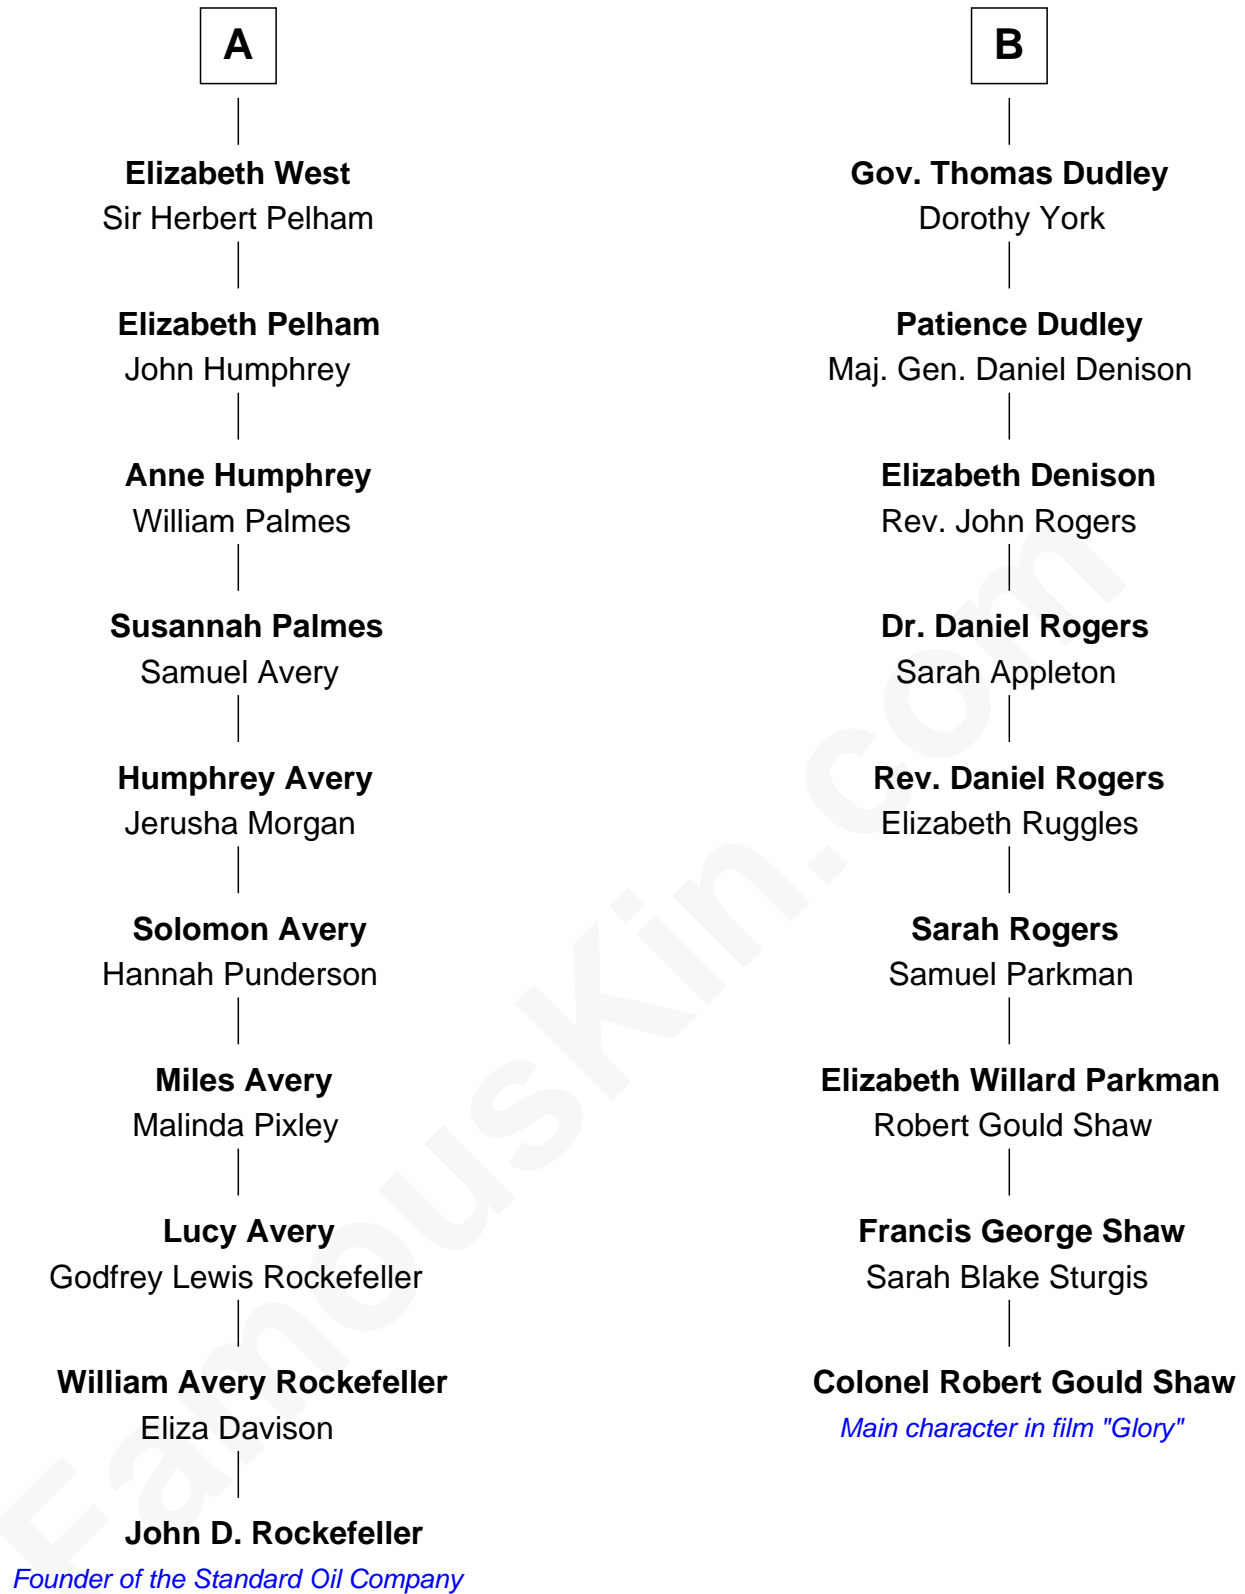 A
Elizabeth West
Sir Herbert Pelham
Elizabeth Pelham
John Humphrey
Anne Humphrey
William Palmes
Susannah Palmes
Samuel Avery
Humphrey Avery
Jerusha Morgan
Solomon Avery
Hannah Punderson
Miles Avery
Malinda Pixley
Lucy Avery
Godfrey Lewis Rockefeller
William Avery Rockefeller
Eliza Davison
John D. Rockefeller
Founder of the Standard Oil Company
B
Gov. Thomas Dudley
Dorothy York
Patience Dudley
Maj. Gen. Daniel Denison
Elizabeth Denison
Rev. John Rogers
Dr. Daniel Rogers
Sarah Appleton
Rev. Daniel Rogers
Elizabeth Ruggles
Sarah Rogers
Samuel Parkman
Elizabeth Willard Parkman
Robert Gould Shaw
Francis George Shaw
Sarah Blake Sturgis
Colonel Robert Gould Shaw
Main character in film "Glory"
FamousKin.com